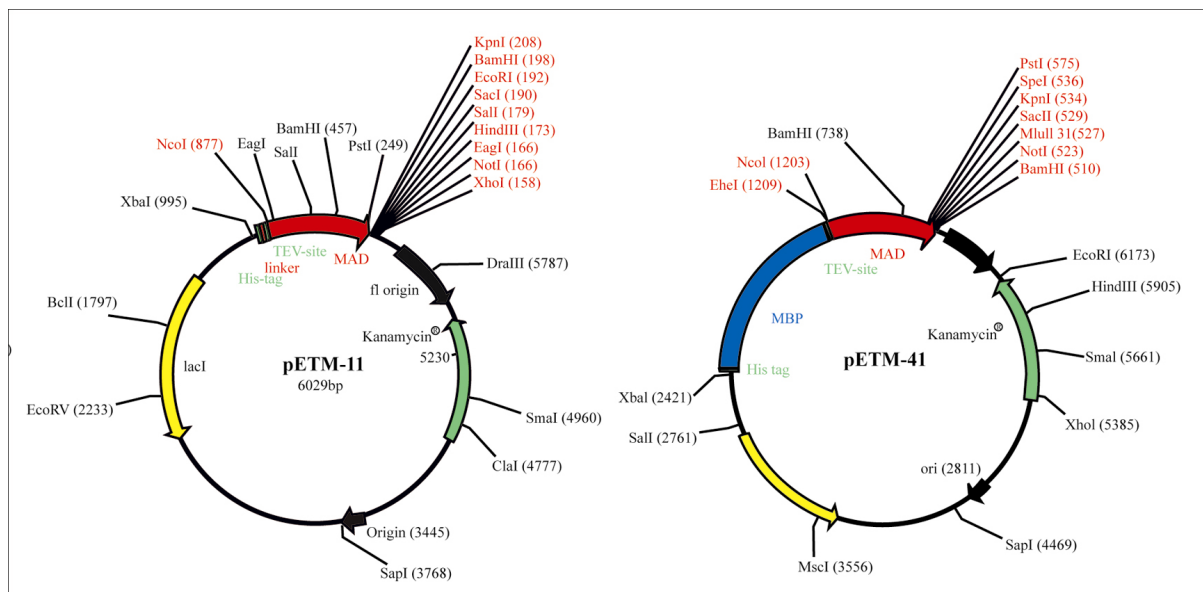 KpnI (208)
BamHI (198)
EcoRI (192)
SacI (190)
SalI (179)
HindIII (173)
EagI (166)
NotI (166)
XhoI (158)
BamHI (457)
PstI (249)
NcoI (877)
EagI
SalI
XbaI (995)
TEV-site
linker
MAD
His-tag
DraIII (5787)
fl origin
BclI (1797)
Kanamycin®
lacI
5230
pETM-11
6029bp
EcoRV (2233)
SmaI (4960)
ClaI (4777)
Origin (3445)
SapI (3768)
PstI (575)
SpeI (536)
KpnI (534)
SacII (529)
MluII 31(527)
NotI (523)
BamHI (510)
BamHI (738)
NcoI (1203)
EheI (1209)
MAD
TEV-site
EcoRI (6173)
HindIII (5905)
MBP
Kanamycin®
SmaI (5661)
pETM-41
His tag
XbaI (2421)
XhoI (5385)
SalI (2761)
ori (2811)
SapI (4469)
MscI (3556)